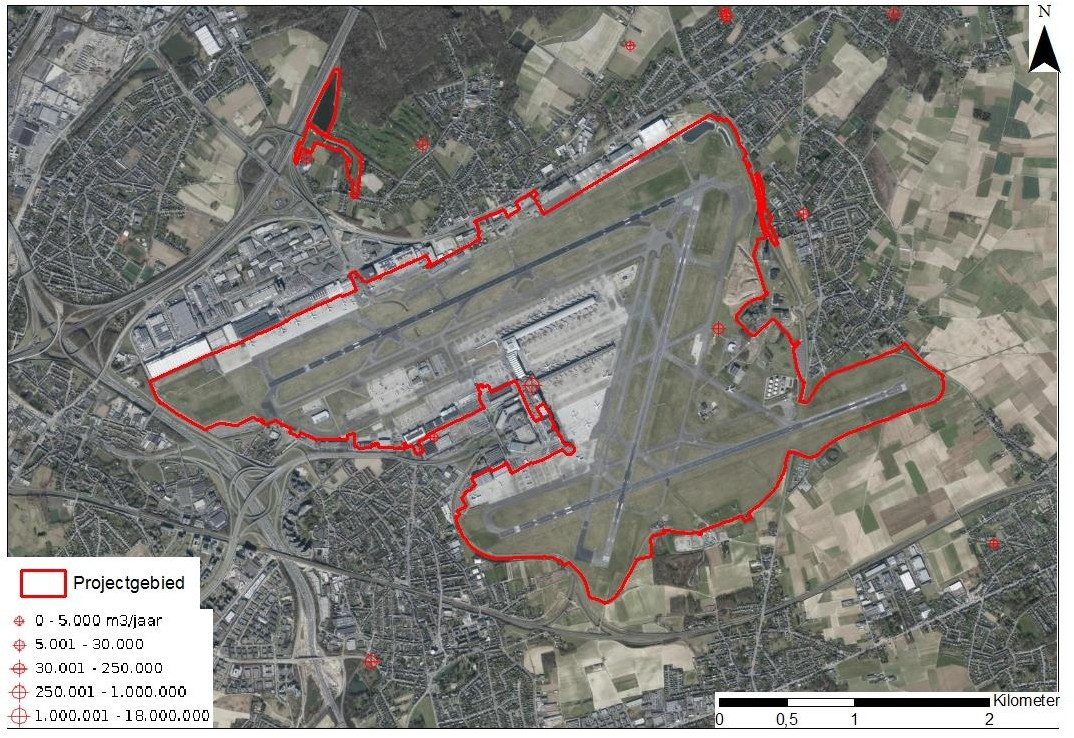 N
Projectgebied
0 - 5.000 m3/jaar
5.001 - 30.000
30.001 - 250.000
250.001 - 1.000.000
1.000.001 - 18.000.000
Kilometer
0 0,5 1 2